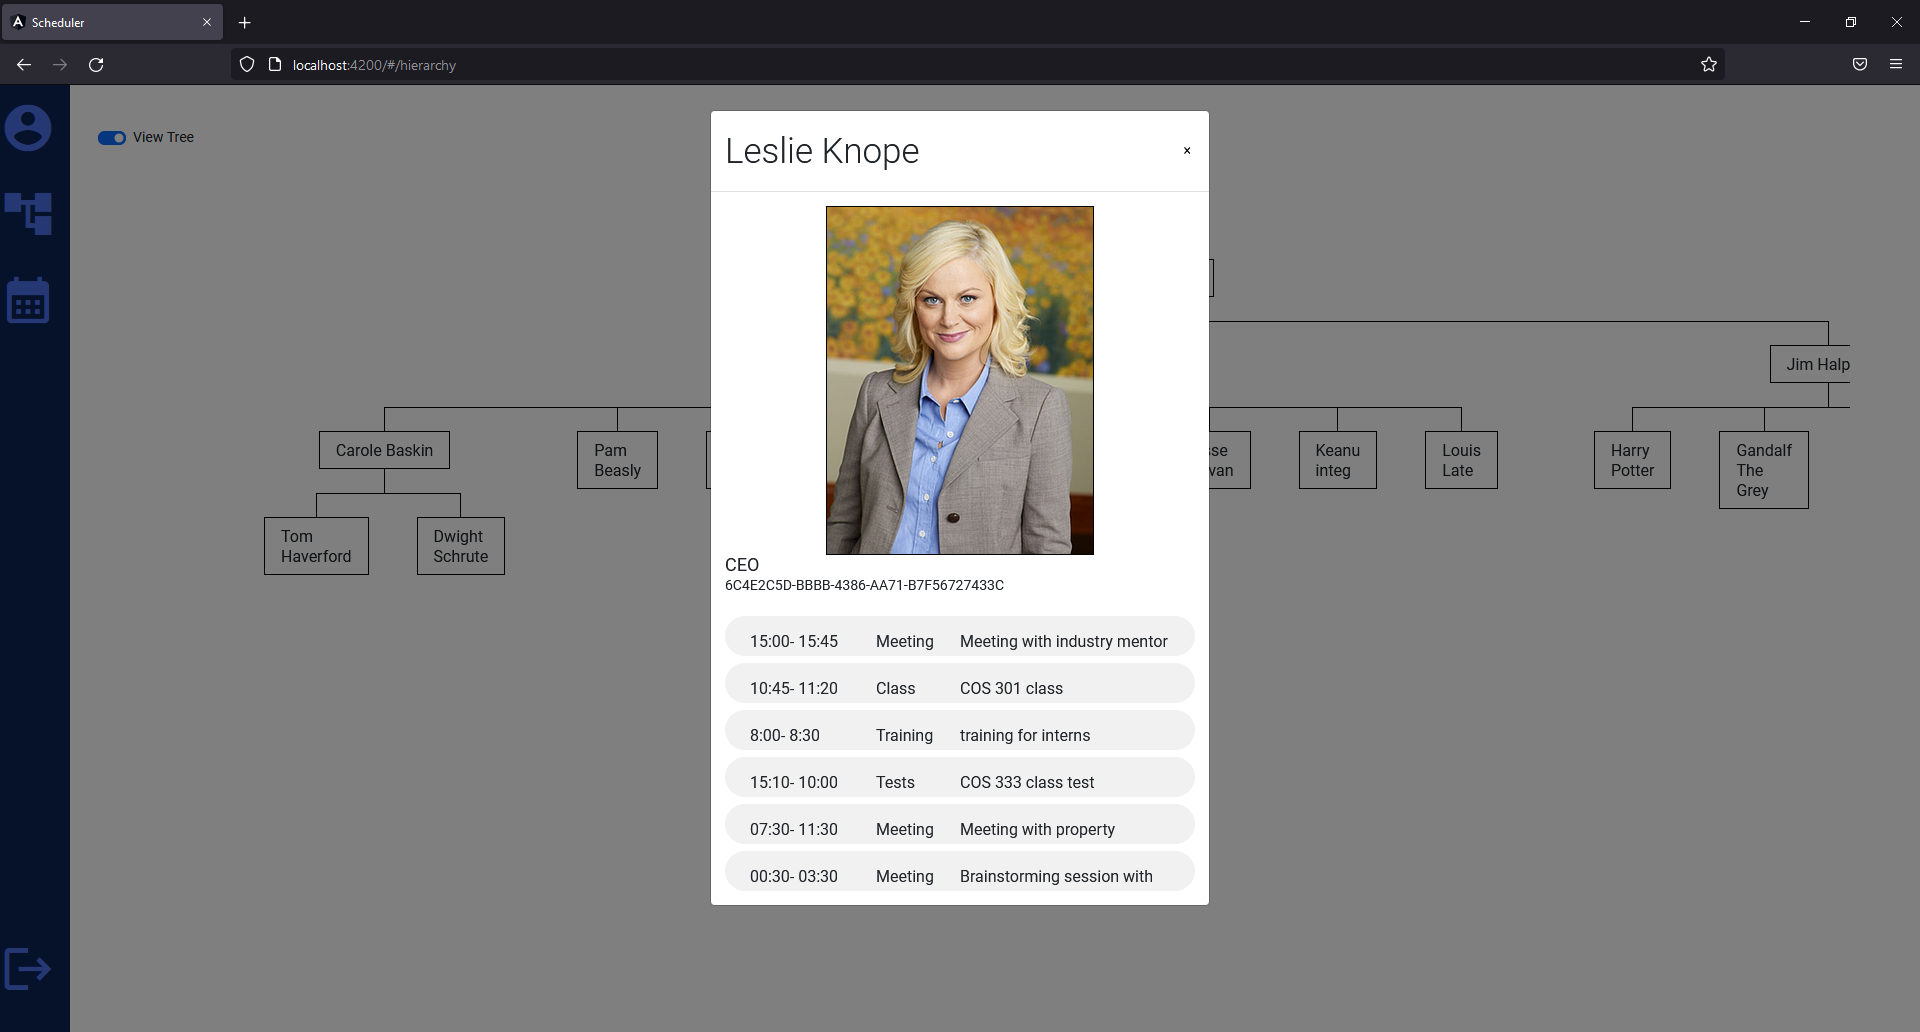 Scheduler
localhost:4200/#/hierarchy
View Tree
Leslie Knope
CEO
6C4E2C5D-BBBB-4386-AA71-B7F56727433C
15:00- 15:45 Meeting Meeting with industry mentor
10:45- 11:20 Class COS 301 class
8:00- 8:30 Training training for interns
15:10- 10:00 Tests COS 333 class test
07:30- 11:30 Meeting Meeting with property
00:30- 03:30 Meeting Brainstorming session with
Jim Halp
Carole Baskin
Pam
Beasly
Keanu
integ
Louis
Late
Harry
Potter
Gandalf
The
Grey
Tom
Haverford
Dwight
Schrute